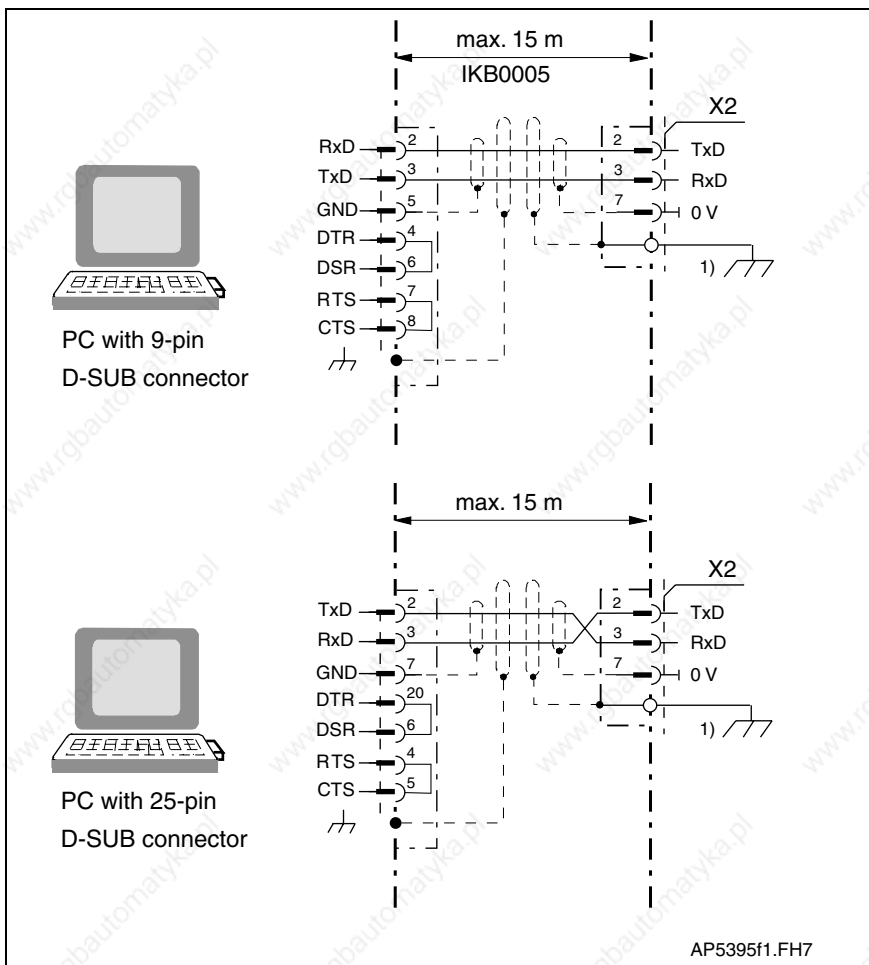 max. 15 m
IKB0005
X2
RxD 2 2 TxD
TxD 3 3 RxD
GND 5 7 0 V
DTR 4
1)
DSR 6
RTS 7
CTS 8
PC with 9-pin
D-SUB connector
max. 15 m
X2
TxD 2 2 TxD
RxD 3 3 RxD
GND 7 7 0 V
DTR 20
1)
DSR 6
RTS 4
CTS 5
PC with 25-pin
D-SUB connector
AP5395f1.FH7
www.rgbautomatyka.pl